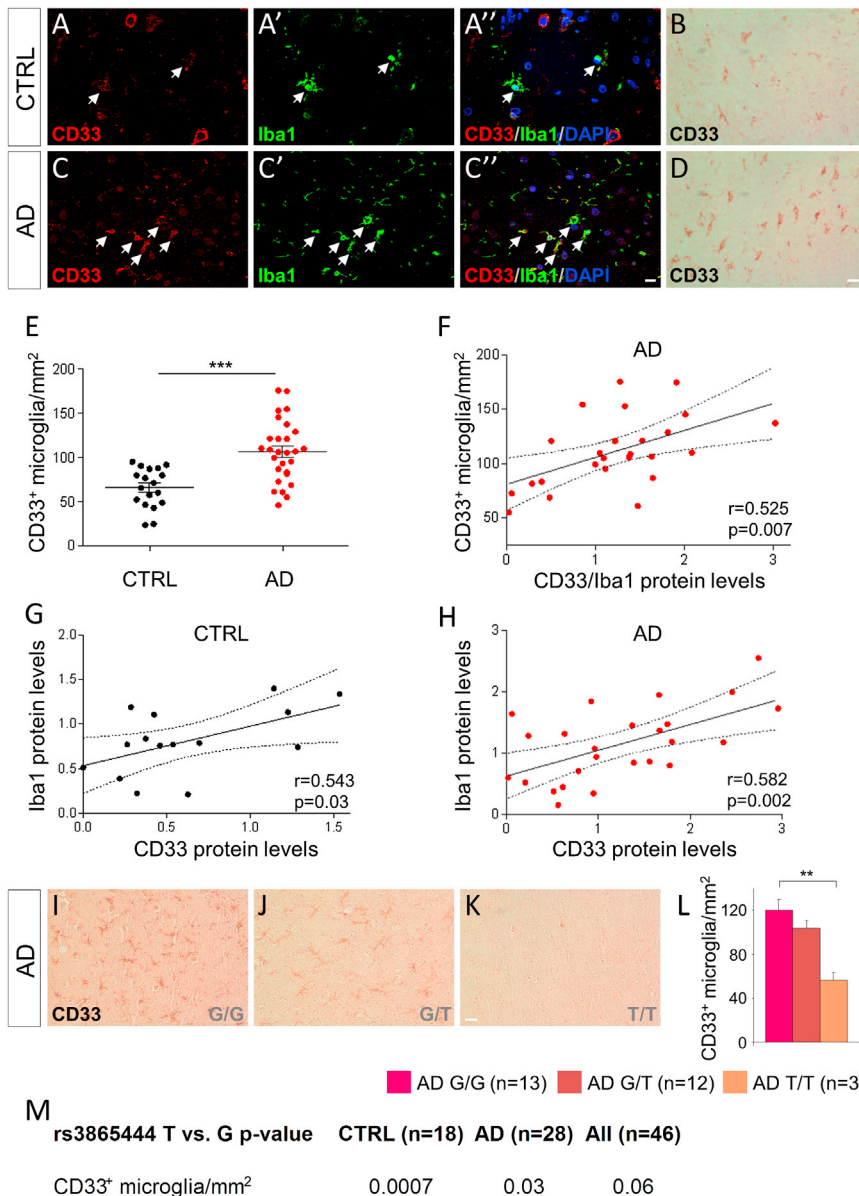 CTRL
A
CD33
A'
Iba1
A''
CD33/Iba1/DAPI
B
CD33
AD
C
CD33
C'
Iba1
C''
CD33/Iba1/DAPI
D
CD33
E
CD33+ microglia/mm2
200
150
100
50
0
***
CTRL
AD
F
AD
CD33+ microglia/mm2
200
150
100
50
0
1
2
3
r=0.525
p=0.007
CD33/Iba1 protein levels
G
CTRL
Iba1 protein levels
2.0
1.5
1.0
0.5
0.0
0.0
0.5
1.0
1.5
r=0.543
p=0.03
CD33 protein levels
H
AD
Iba1 protein levels
3
2
1
0
0
1
2
3
r=0.582
p=0.002
CD33 protein levels
AD
I
CD33
G/G
J
G/T
K
T/T
L
CD33+ microglia/mm2
120
80
40
0
**
AD G/G (n=13)
AD G/T (n=12)
AD T/T (n=3
M
rs3865444 T vs. G p-value CTRL (n=18) AD (n=28) All (n=46)
CD33+ microglia/mm2 0.0007 0.03 0.06